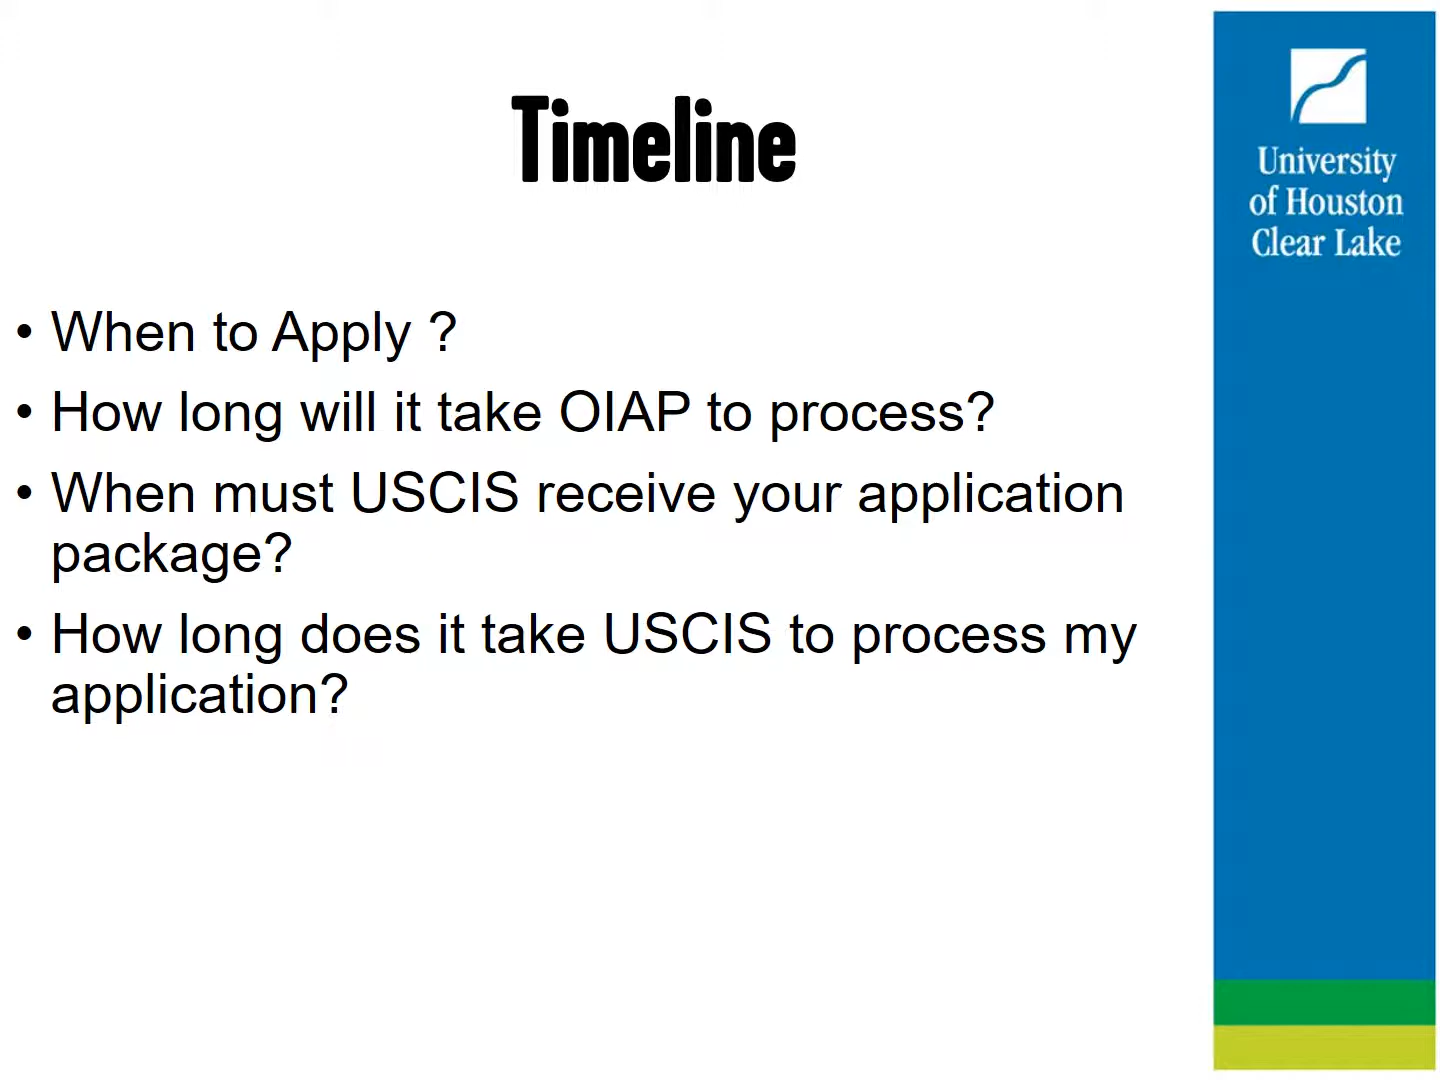 Timeline
• When to Apply ?
• How long will it take OIAP to process?
• When must USCIS receive your application
package?
• How long does it take USCIS to process my
application?
University
of Houston
Clear Lake